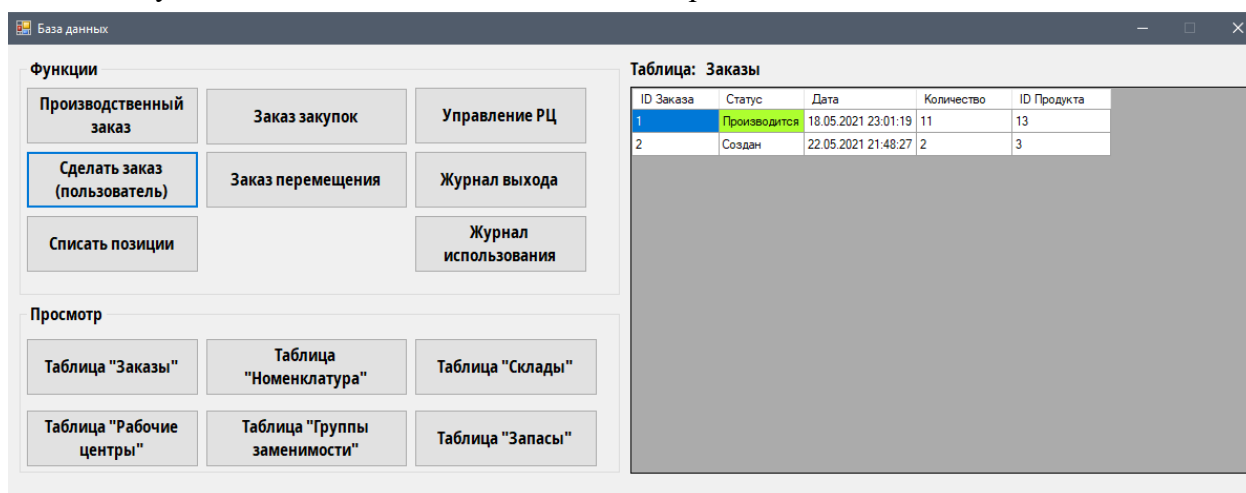 База данных
Функции
Производственный
заказ
Заказ закупок
Управление РЦ
Сделать заказ
(пользователь)
Заказ перемещения
Журнал выхода
Списать позиции
Журнал
использования
Просмотр
Таблица "Заказы"
Таблица
"Номенклатура"
Таблица "Склады"
Таблица "Рабочие
центры"
Таблица "Группы
заменимости"
Таблица "Запасы"
Таблица: Заказы
ID Заказа Статус Дата Количество ID Продукта
1 Производится 18.05.2021 23:01:19 11 13
2 Создан 22.05.2021 21:48:27 2 3